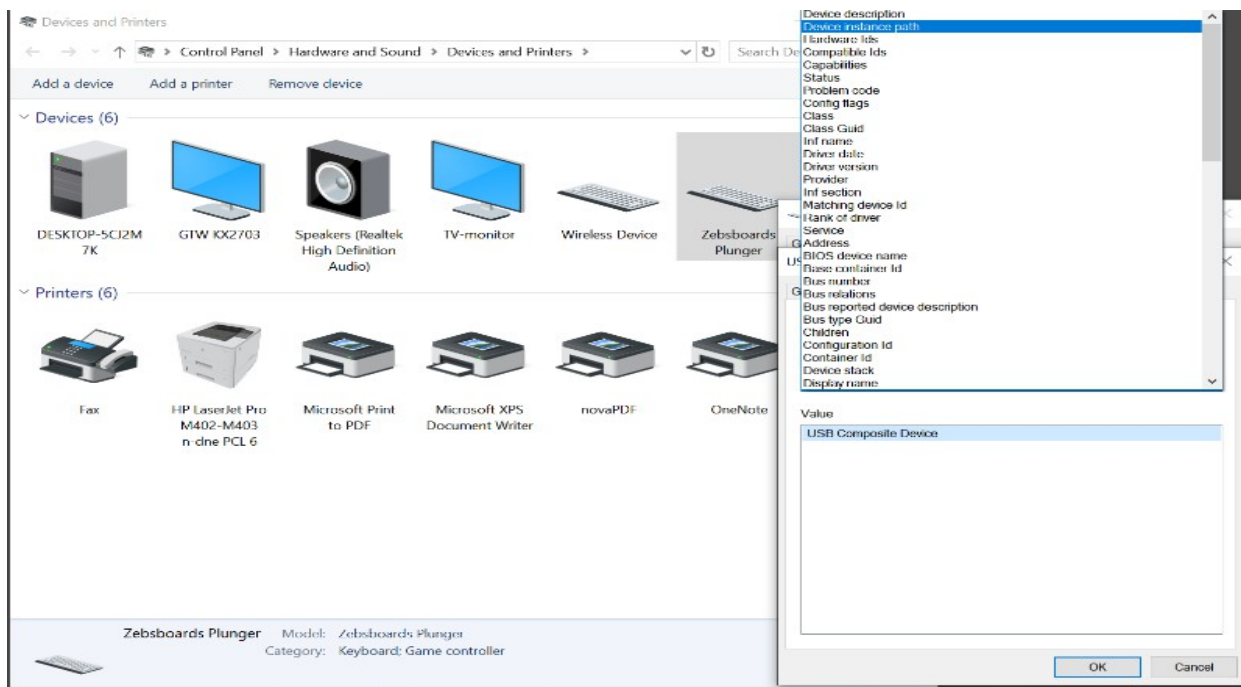 Devices and Printers
Control Panel > Hardware and Sound > Devices and Printers >
Search De
Add a device Add a printer Remove device
Devices (6)
DESKTOP-5CJ2M
7K
GTW KX2703
Speakers (Realtek
High Definition
Audio)
TV-monitor
Wireless Device
Zebsboards
Plunger
Printers (6)
Fax
HP LaserJet Pro
M402-M403
n-dne PCL 6
Microsoft Print
to PDF
Microsoft XPS
Document Writer
novaPDF
OneNote
Zebsboards Plunger Model: Zebsboards Plunger
Category: Keyboard; Game controller
Device description
Device instance path
Hardware Ids
Compatible Ids
Capabilities
Status
Problem code
Config flags
Class
Class Guid
Inf name
Driver date
Driver version
Provider
Inf section
Matching device Id
Rank of driver
Service
Address
BIOS device name
Base container Id
Bus number
Bus relations
Bus reported device description
Bus type Guid
Children
Configuration Id
Container Id
Device stack
Display name
Value
USB Composite Device
OK Cancel